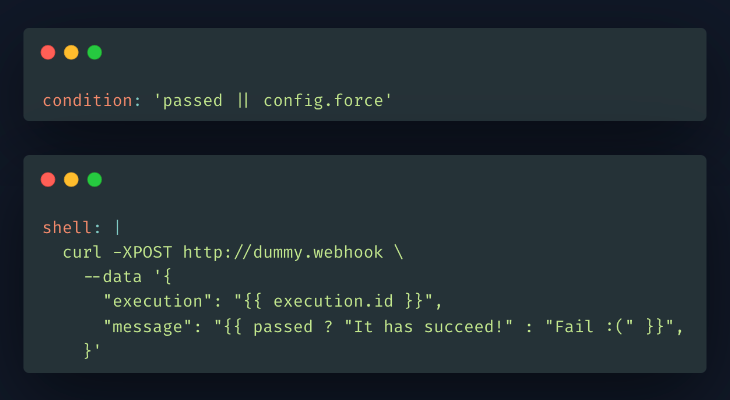 condition: 'passed || config.force'
shell: |
  curl -XPOST http://dummy.webhook \
    --data '{
      "execution": "{{ execution.id }}",
      "message": "{{ passed ? "It has succeed!" : "Fail :(" }}",
    }'